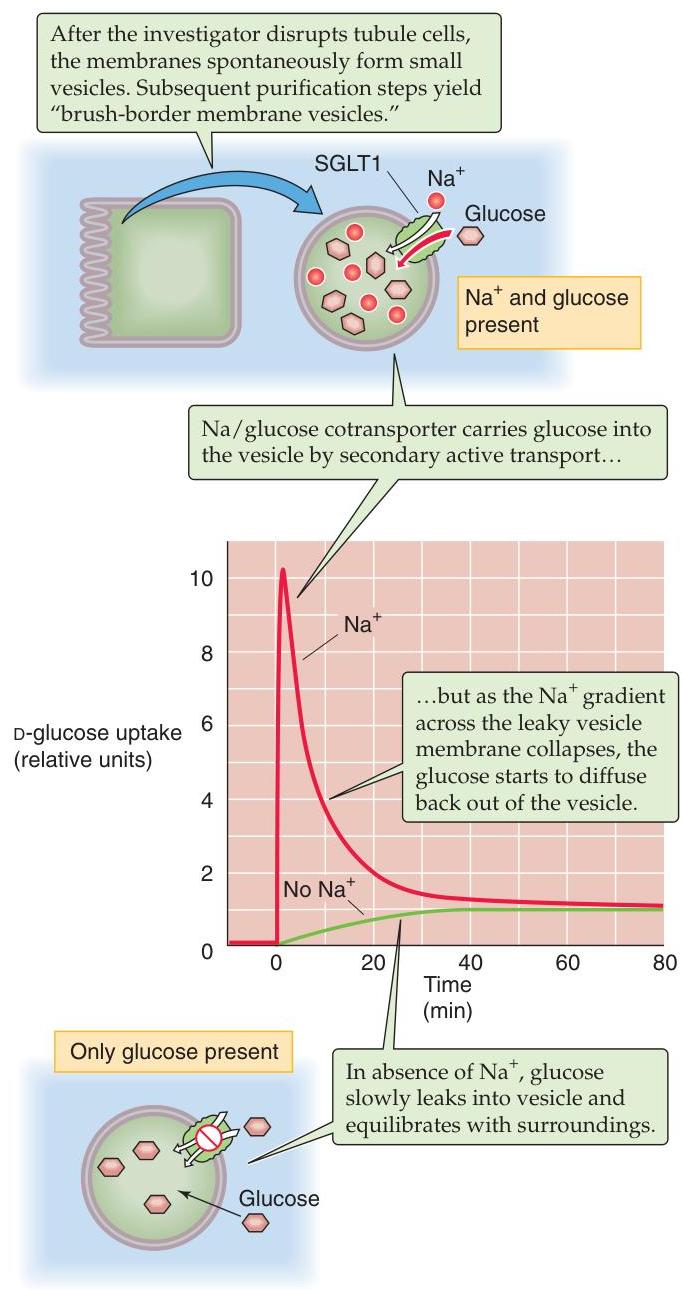 After the investigator disrupts tubule cells,
the membranes spontaneously form small
vesicles. Subsequent purification steps yield
“brush-border membrane vesicles.”
SGLT1
Na+
Glucose
Na+ and glucose
present
Na/glucose cotransporter carries glucose into
the vesicle by secondary active transport…
10
8
6
4
2
0
D-glucose uptake
(relative units)
Na+
…but as the Na+ gradient
across the leaky vesicle
membrane collapses, the
glucose starts to diffuse
back out of the vesicle.
No Na+
0
20
40
60
80
Time
(min)
Only glucose present
In absence of Na+, glucose
slowly leaks into vesicle and
equilibrates with surroundings.
Glucose